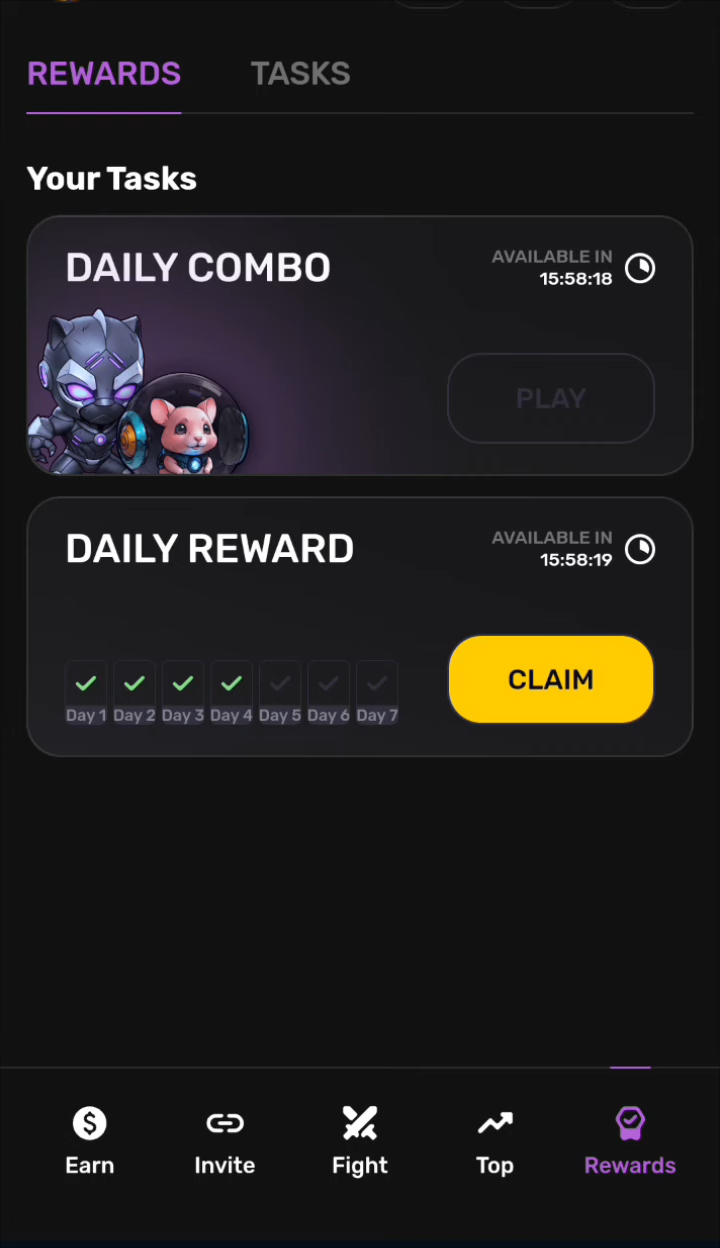 REWARDS TASKS
Your Tasks
DAILY COMBO
AVAILABLE IN
15:58:18
PLAY
DAILY REWARD
AVAILABLE IN
15:58:19
CLAIM
Day 1 Day 2 Day 3 Day 4 Day 5 Day 6 Day 7
Earn Invite Fight Top Rewards